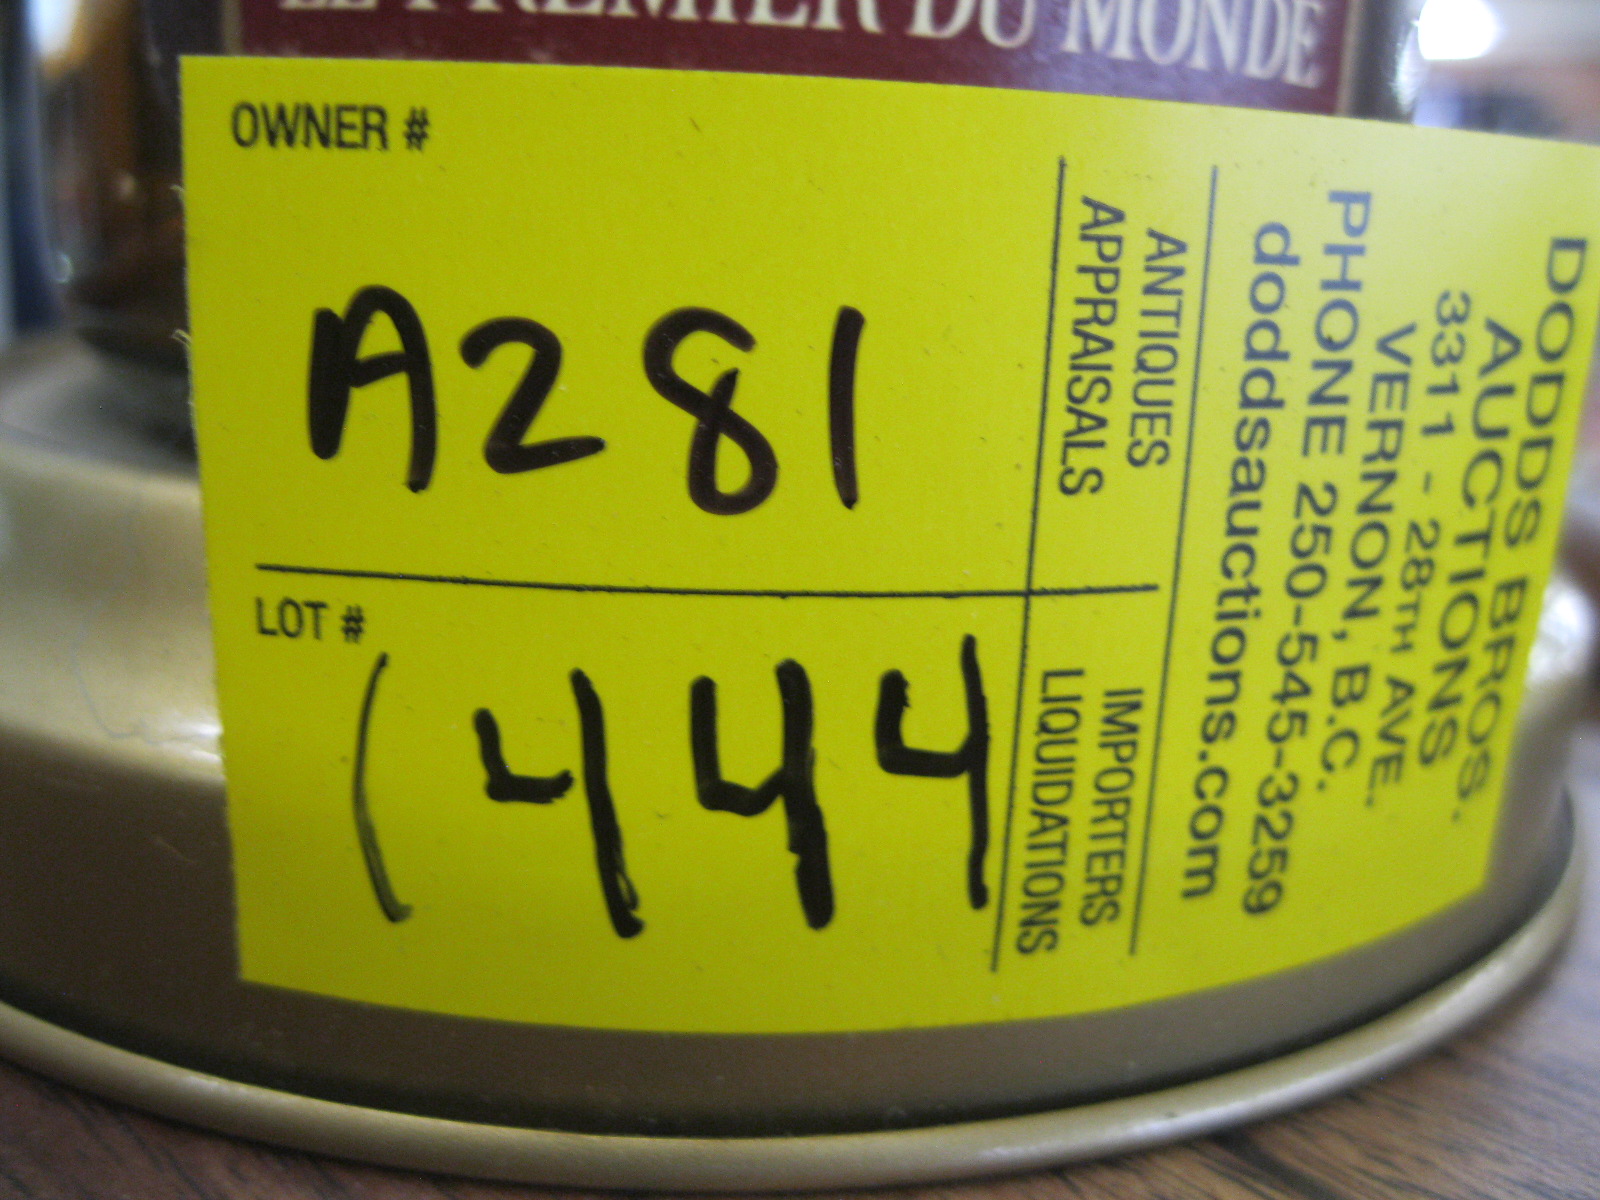 LE PREMIER DU MONDE
OWNER #
A281
LOT #
1444
ANTIQUES
APPRAISALS
IMPORTERS
LIQUIDATIONS
DODDS BROS.
AUCTIONS
3311 - 28TH AVE.
VERNON, B.C.
PHONE 250-545-3259
doddsauctions.com